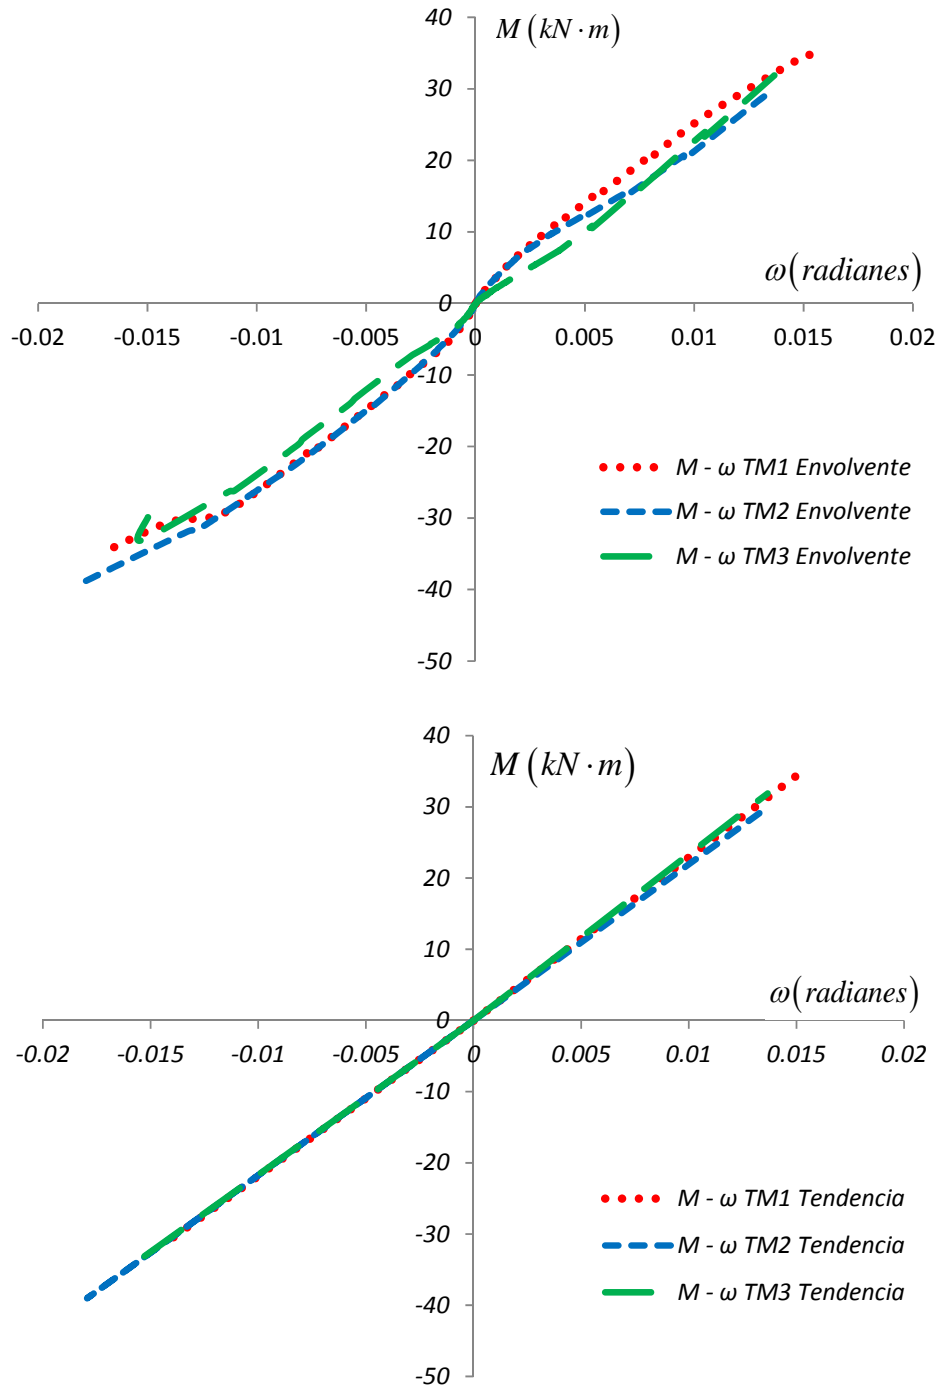 40
M (kN · m)
30
20
10
ω(radianes)
0
-0.02 -0.015 -0.01 -0.005 0 0.005 0.01 0.015 0.02
-10
-20
M - ω TM1 Envolvente
-30
M - ω TM2 Envolvente
M - ω TM3 Envolvente
-40
-50
40
M (kN · m)
30
20
10
ω(radianes)
0
-0.02 -0.015 -0.01 -0.005 0 0.005 0.01 0.015 0.02
-10
-20
M - ω TM1 Tendencia
-30
M - ω TM2 Tendencia
M - ω TM3 Tendencia
-40
-50